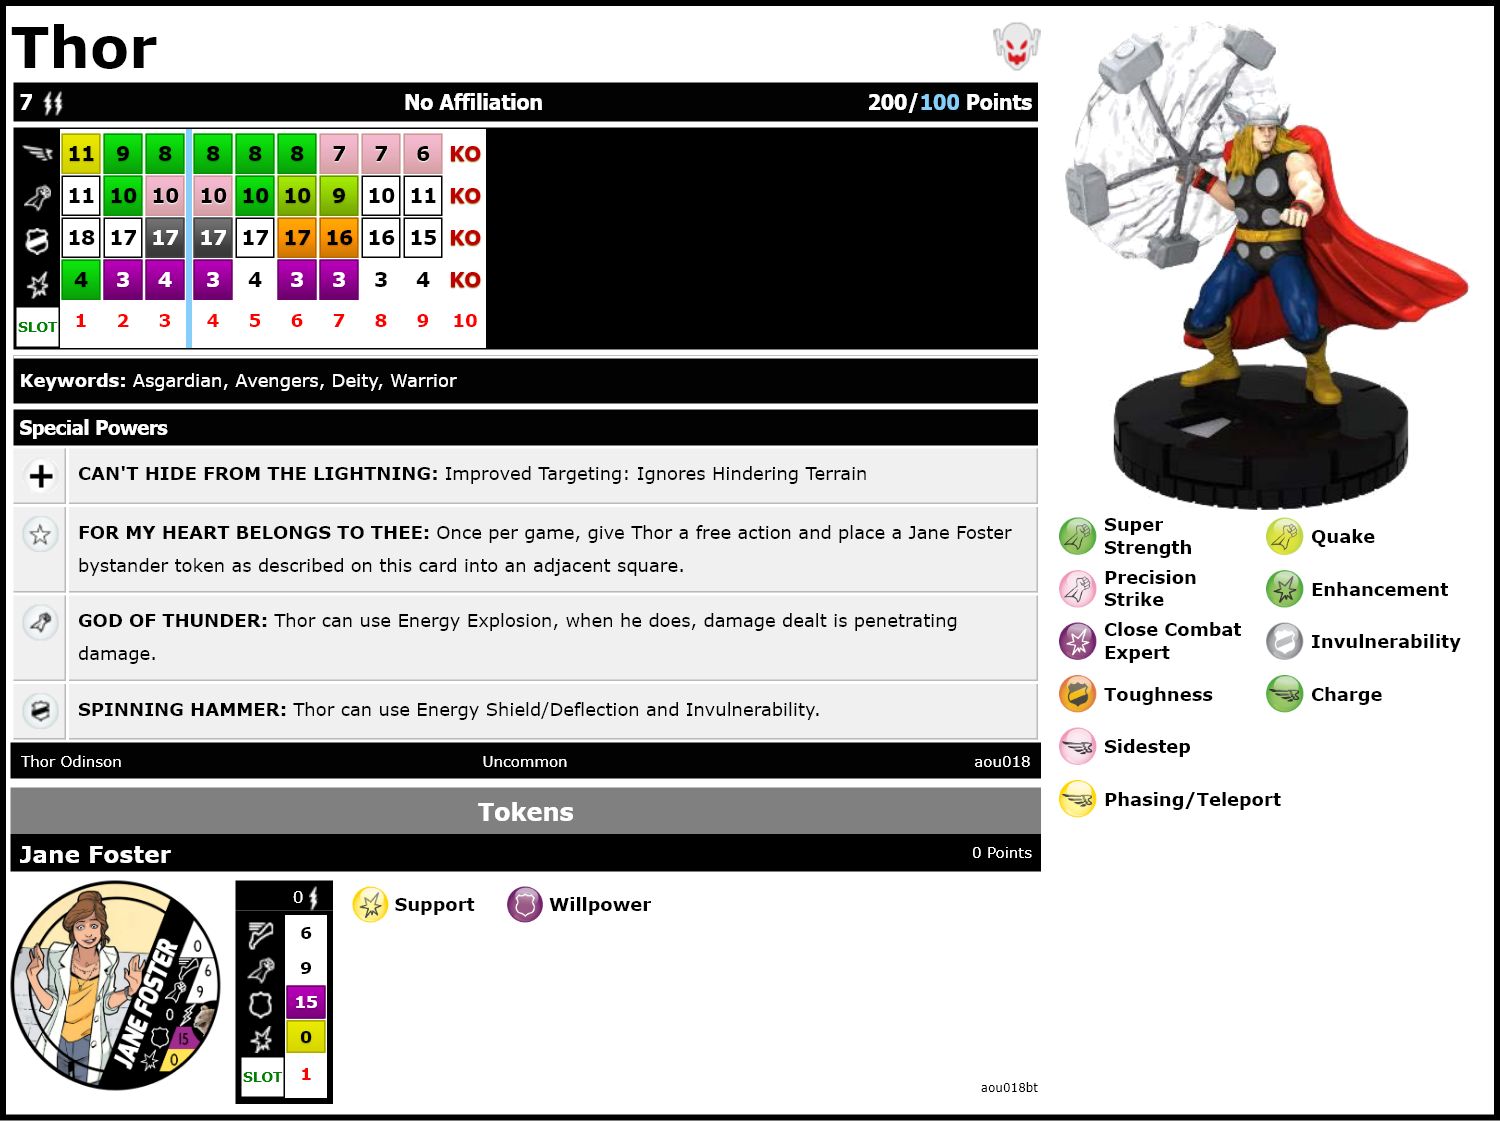 Thor
7 No Affiliation 200/100 Points
11 9 8 8 8 8 7 7 6 KO
11 10 10 10 10 10 9 10 11 KO
18 17 17 17 17 17 16 16 15 KO
4 3 4 3 4 3 3 3 4 KO
SLOT 1 2 3 4 5 6 7 8 9 10
Keywords: Asgardian, Avengers, Deity, Warrior
Special Powers
CAN'T HIDE FROM THE LIGHTNING: Improved Targeting: Ignores Hindering Terrain
FOR MY HEART BELONGS TO THEE: Once per game, give Thor a free action and place a Jane Foster
bystander token as described on this card into an adjacent square.
GOD OF THUNDER: Thor can use Energy Explosion, when he does, damage dealt is penetrating
damage.
SPINNING HAMMER: Thor can use Energy Shield/Deflection and Invulnerability.
Thor Odinson Uncommon aou018
Super
Strength
Quake
Precision
Strike
Enhancement
Close Combat
Expert
Invulnerability
Toughness
Charge
Sidestep
Phasing/Teleport
Tokens
Jane Foster 0 Points
JANE FOSTER
0
6
9
0
15
0
0
6
9
15
0
SLOT 1
Support Willpower
aou018bt